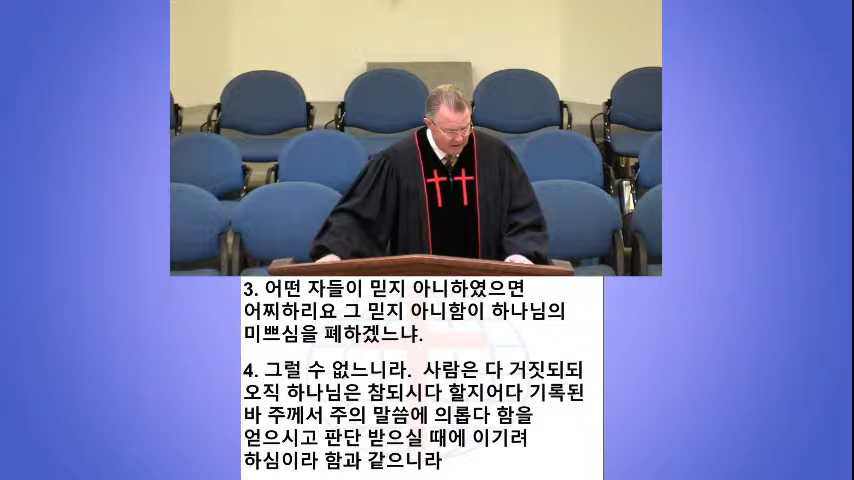 3. 어떤 자들이 믿지 아니하였으면
어찌하리요 그 믿지 아니함이 하나님의
미쁘심을 폐하겠느냐.
4. 그럴 수 없느니라. 사람은 다 거짓되되
오직 하나님은 참되시다 할지어다 기록된
바 주께서 주의 말씀에 의롭다 함을
얻으시고 판단 받으실 때에 이기려
하심이라 함과 같으니라